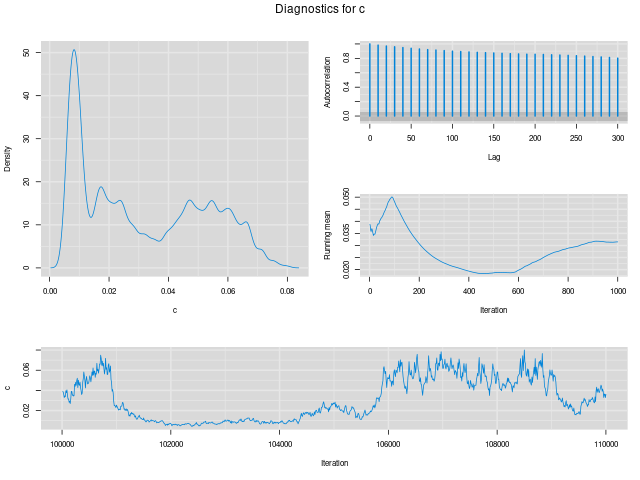 Diagnostics for c
Density
0 10 20 30 40 50
0.00 0.02 0.04 0.06 0.08
c
Autocorrelation
0.0 0.4 0.8
0 50 100 150 200 250 300
Lag
Running mean
0.020 0.035 0.050
0 200 400 600 800 1000
Iteration
c
0.02 0.06
100000 102000 104000 106000 108000 110000
Iteration